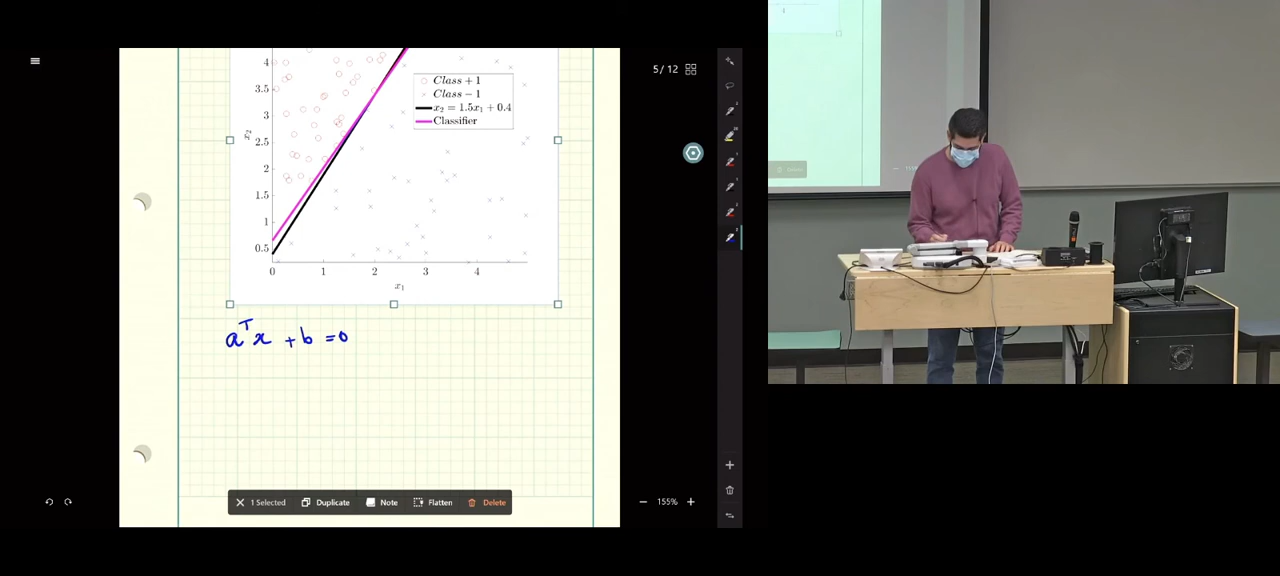 5 / 12
4
3.5
3
2.5
2
1.5
1
0.5
x₂
0 1 2 3 4
x₁
Class + 1
Class − 1
x₂ = 1.5x₁ + 0.4
Classifier
aᵀx + b = 0
1 Selected Duplicate Note Flatten Delete
155%
Delete